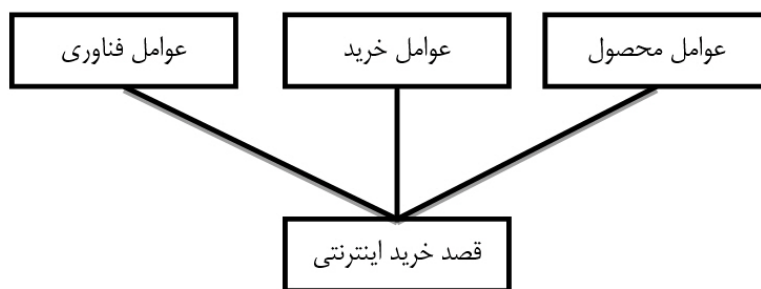 عوامل محصول
عوامل خرید
عوامل فناوری
قصد خرید اینترنتی